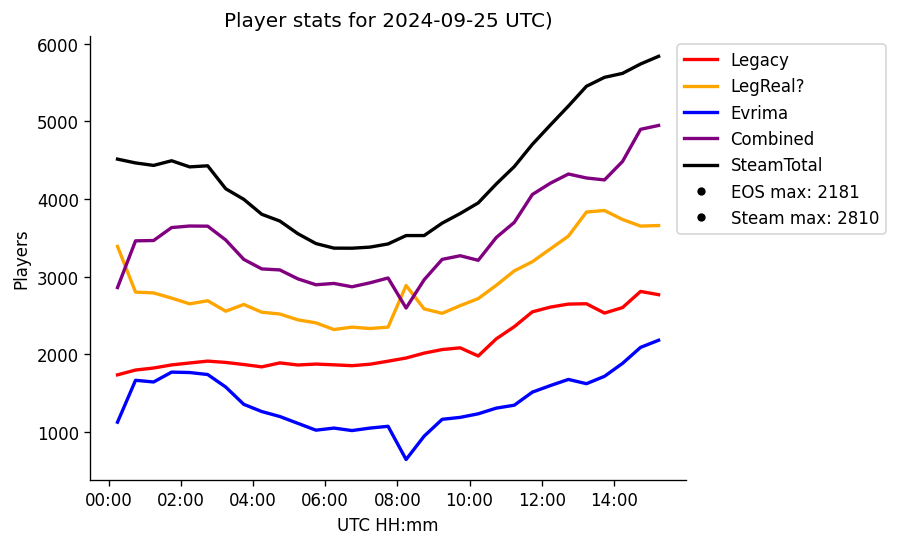 Player stats for 2024-09-25 UTC)
6000
5000
4000
3000
2000
1000
Players
00:00 02:00 04:00 06:00 08:00 10:00 12:00 14:00
UTC HH:mm
Legacy
LegReal?
Evrima
Combined
SteamTotal
EOS max: 2181
Steam max: 2810